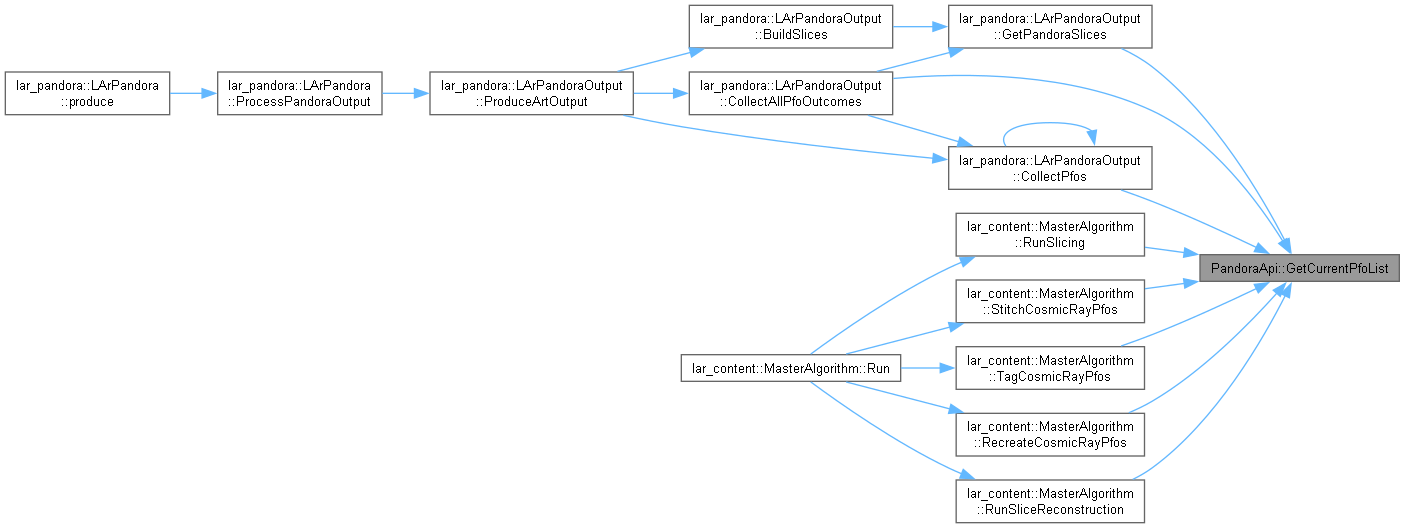 lar_pandora::LArPandora
::produce
lar_pandora::LArPandora
::ProcessPandoraOutput
lar_pandora::LArPandoraOutput
::ProduceArtOutput
lar_pandora::LArPandoraOutput
::BuildSlices
lar_pandora::LArPandoraOutput
::CollectAllPfoOutcomes
lar_pandora::LArPandoraOutput
::GetPandoraSlices
lar_pandora::LArPandoraOutput
::CollectPfos
lar_content::MasterAlgorithm::Run
lar_content::MasterAlgorithm
::RunSlicing
lar_content::MasterAlgorithm
::StitchCosmicRayPfos
lar_content::MasterAlgorithm
::TagCosmicRayPfos
lar_content::MasterAlgorithm
::RecreateCosmicRayPfos
lar_content::MasterAlgorithm
::RunSliceReconstruction
PandoraApi::GetCurrentPfoList